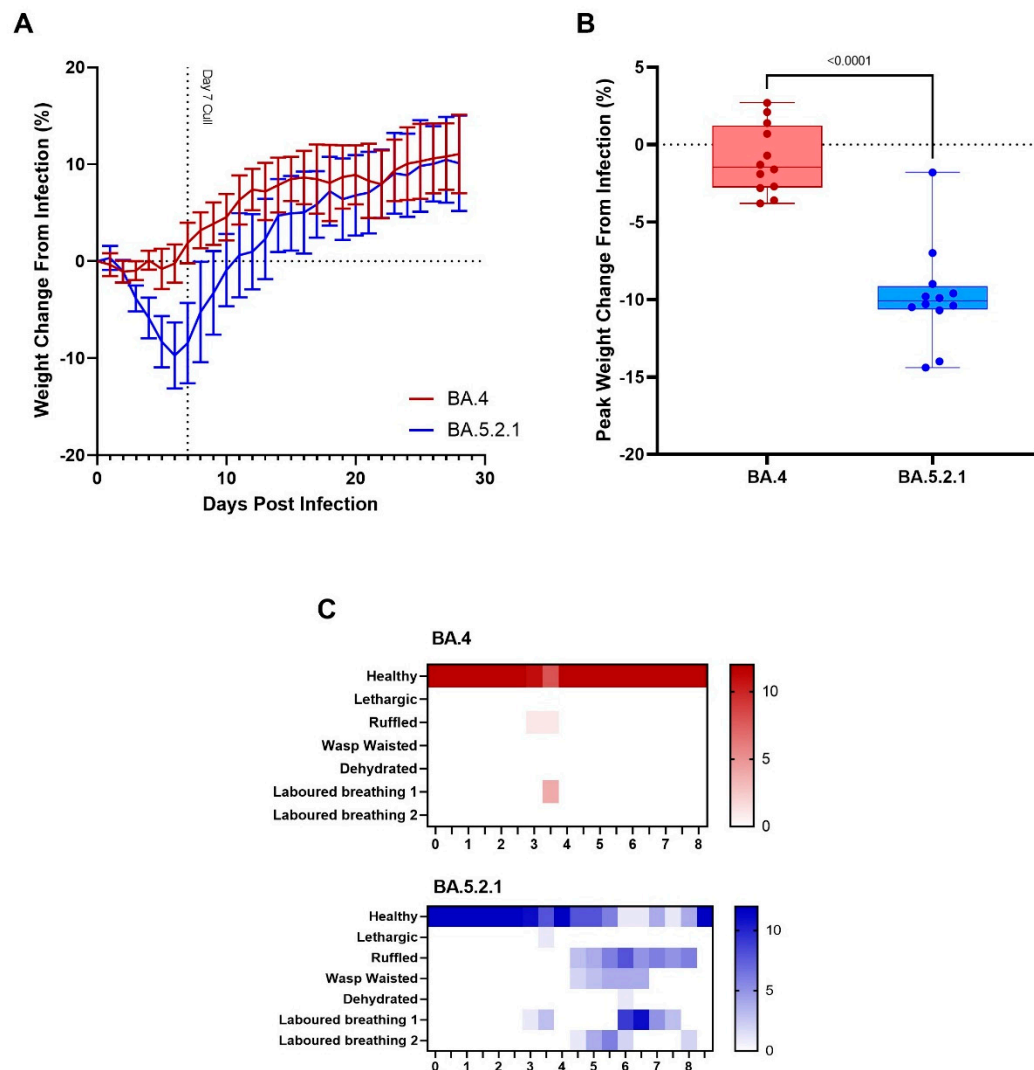 A
Weight Change From Infection (%)
20
10
0
-10
-20
Day 7 Cull
BA.4
BA.5.2.1
0
10
20
30
Days Post Infection
B
Peak Weight Change From Infection (%)
5
0
-5
-10
-15
-20
<0.0001
BA.4
BA.5.2.1
C
BA.4
Healthy
Lethargic
Ruffled
Wasp Waisted
Dehydrated
Laboured breathing 1
Laboured breathing 2
0 1 2 3 4 5 6 7 8
10
5
0
BA.5.2.1
Healthy
Lethargic
Ruffled
Wasp Waisted
Dehydrated
Laboured breathing 1
Laboured breathing 2
0 1 2 3 4 5 6 7 8
10
5
0